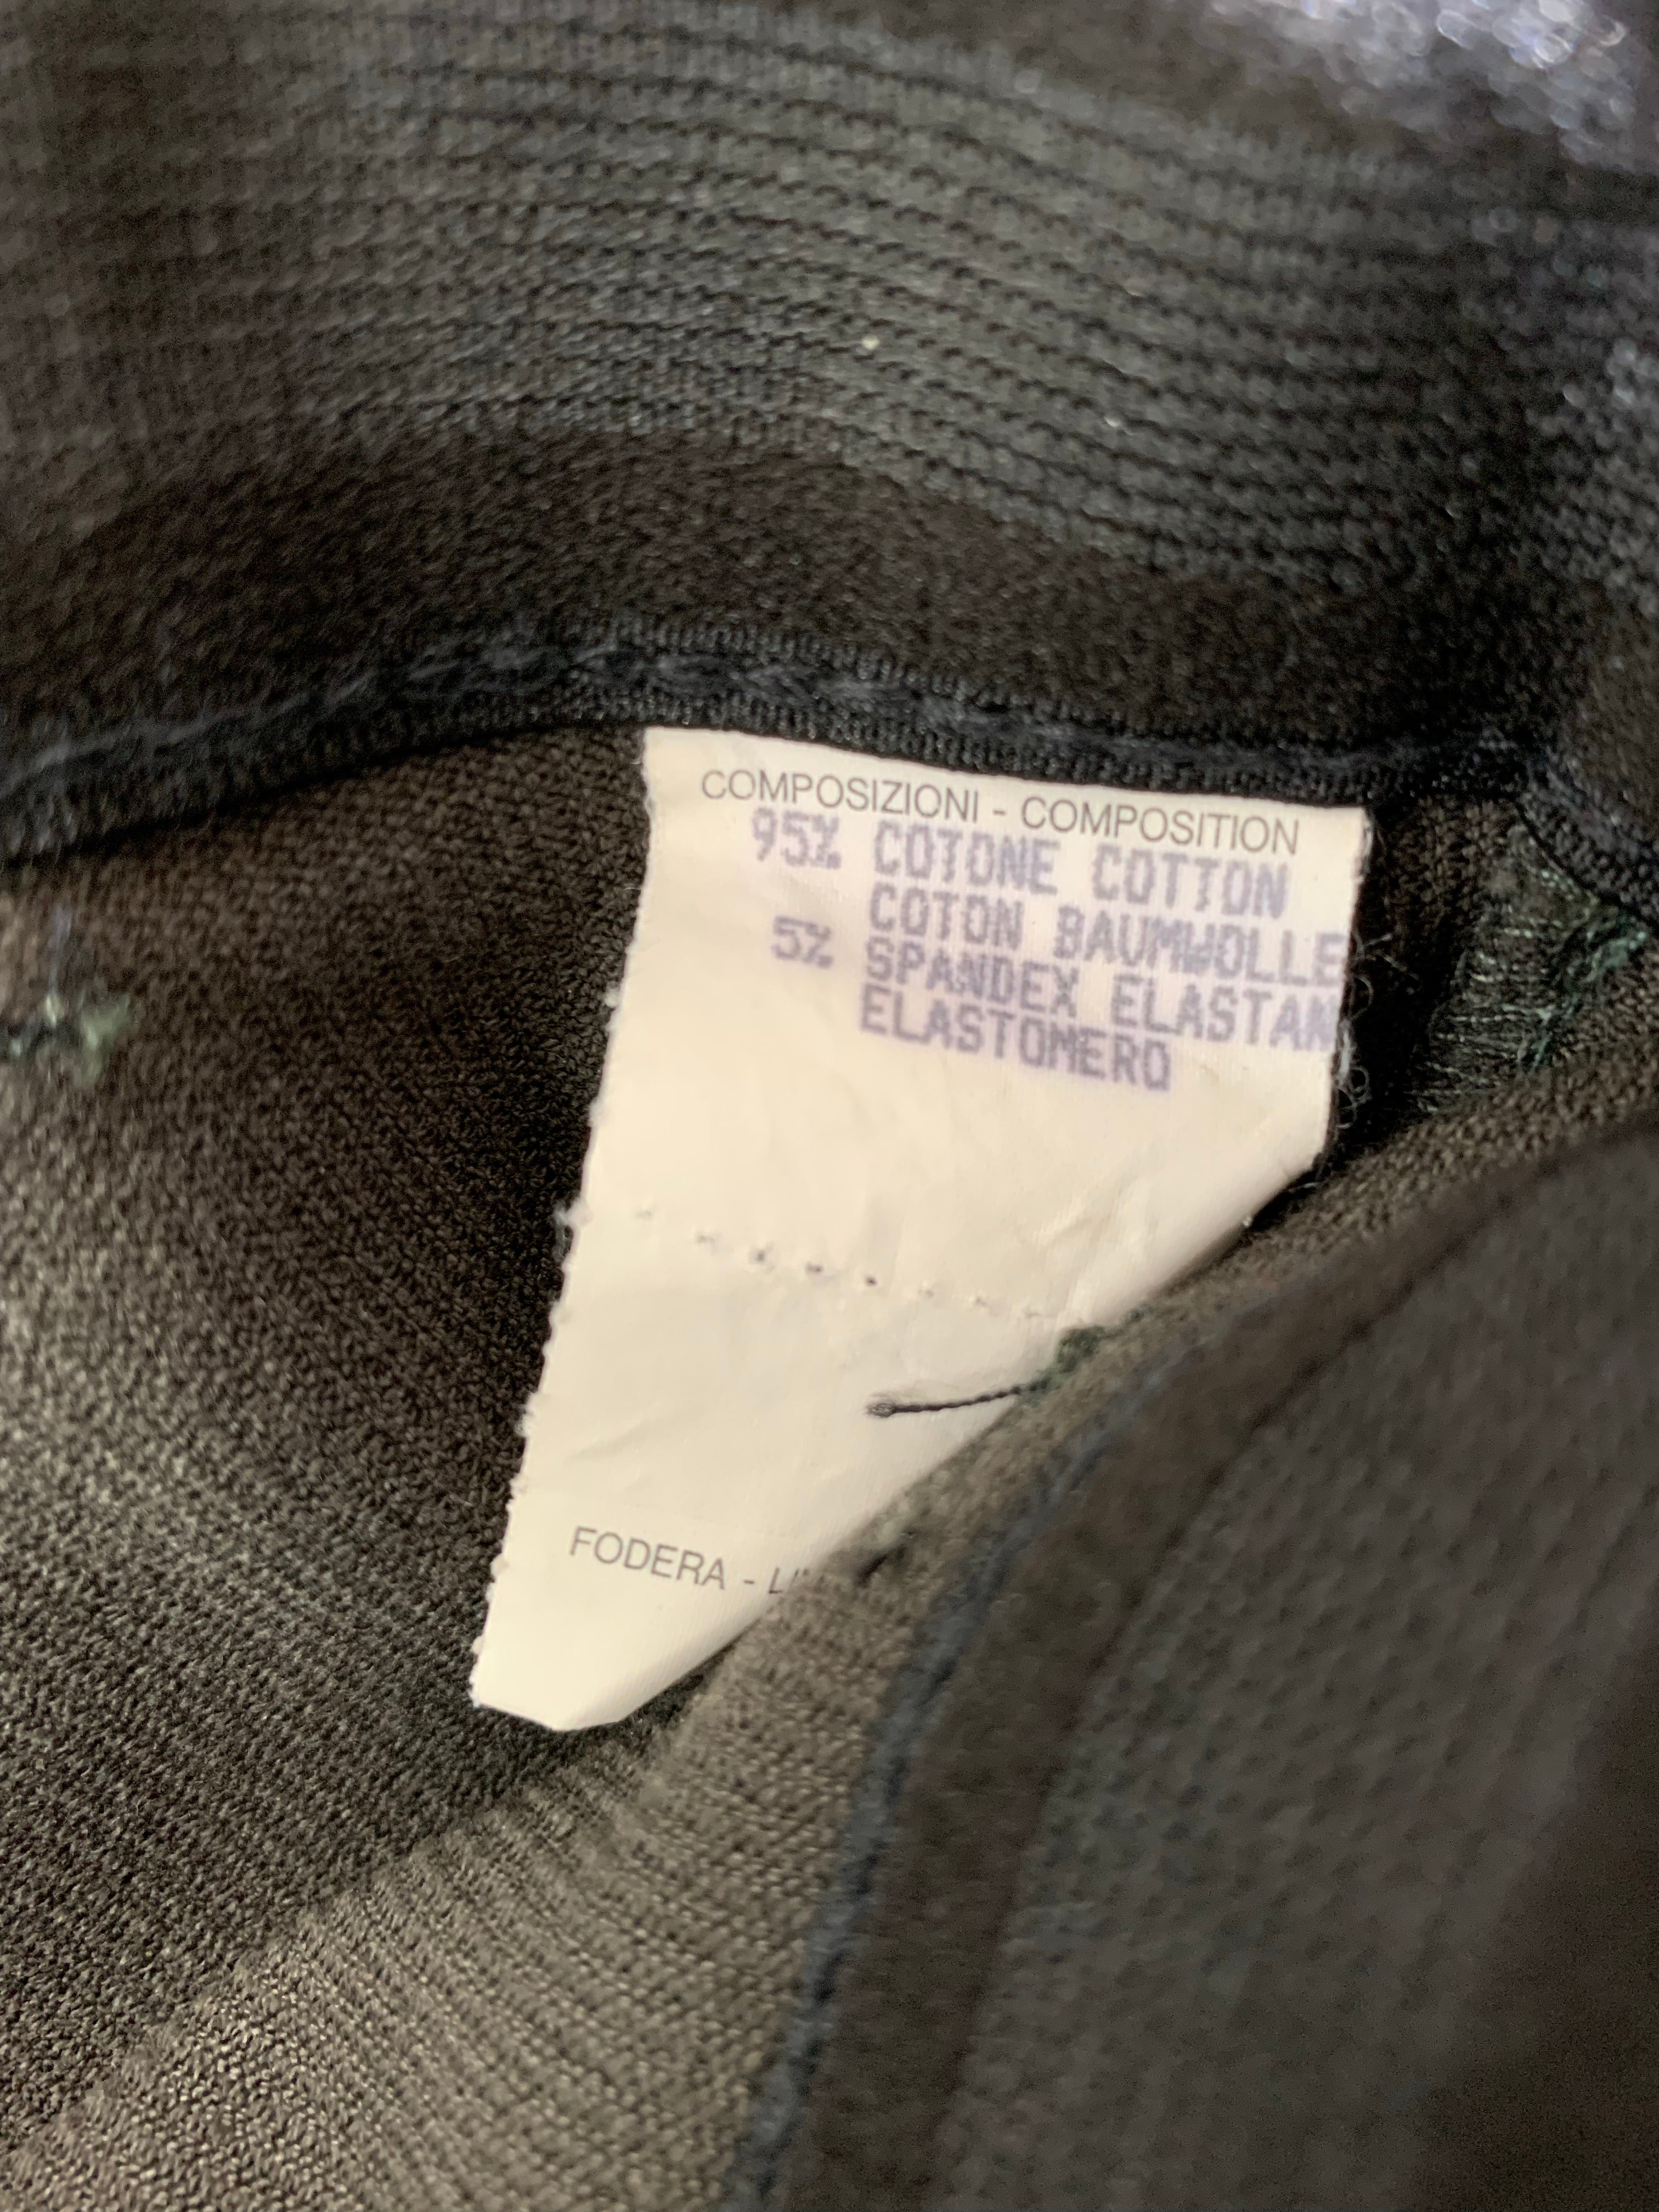 COMPOSIZIONI - COMPOSITION
95% COTONE COTTON
COTON BAUMWOLLE
5% SPANDEX ELASTAN
ELASTOMERO
FODERA -